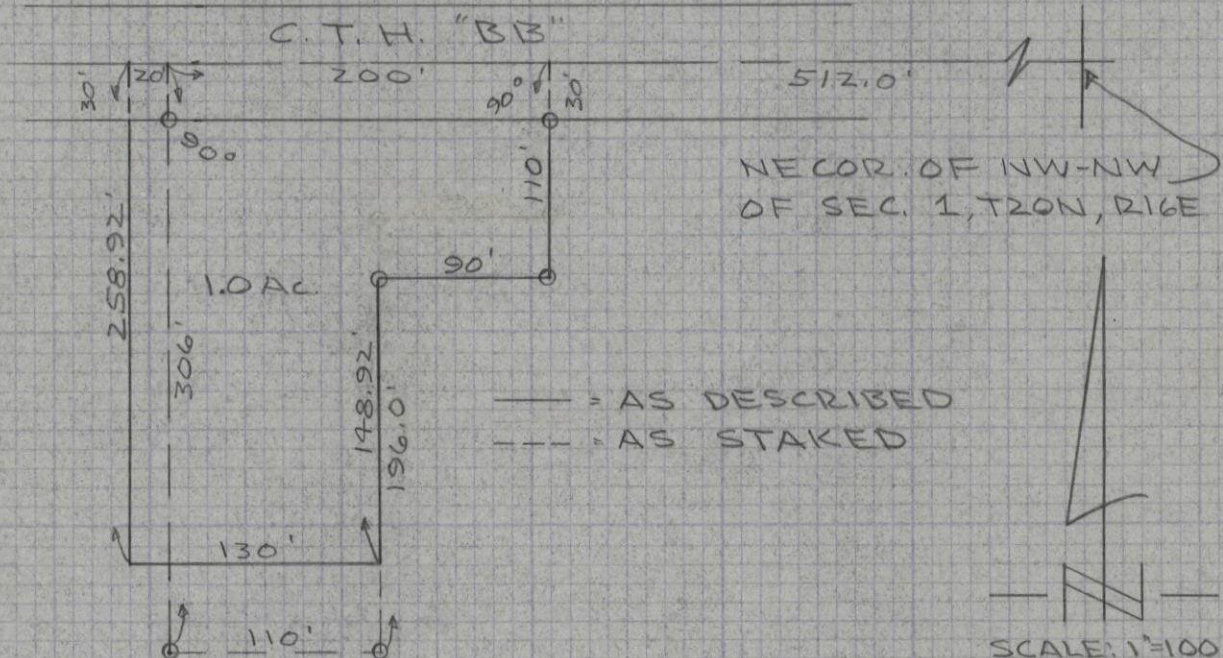 C.T.H. "BB"
30' 20' 200' 90° 30' 512.0'
90°
110'
NE COR. OF NW-NW
OF SEC. 1, T20N, R16E
258.92'
1.0 AC
90'
306'
148.92'
196.0'
—— = AS DESCRIBED
--- = AS STAKED
130'
110'
N
SCALE: 1"=100